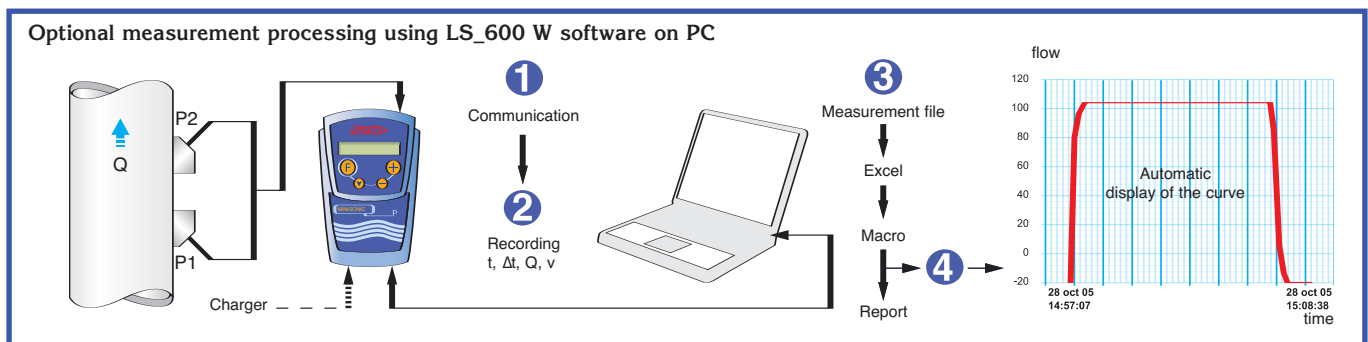 Optional measurement processing using LS_600 W software on PC
P2
Q
P1
Charger
F
+
-
MINISONIC
P
1
Communication
2
Recording
t, Δt, Q, v
3
Measurement file
Excel
Macro
4
Report
flow
120
100
80
60
40
20
0
-20
Automatic
display of the curve
28 oct 05
14:57:07
28 oct 05
15:08:38
time